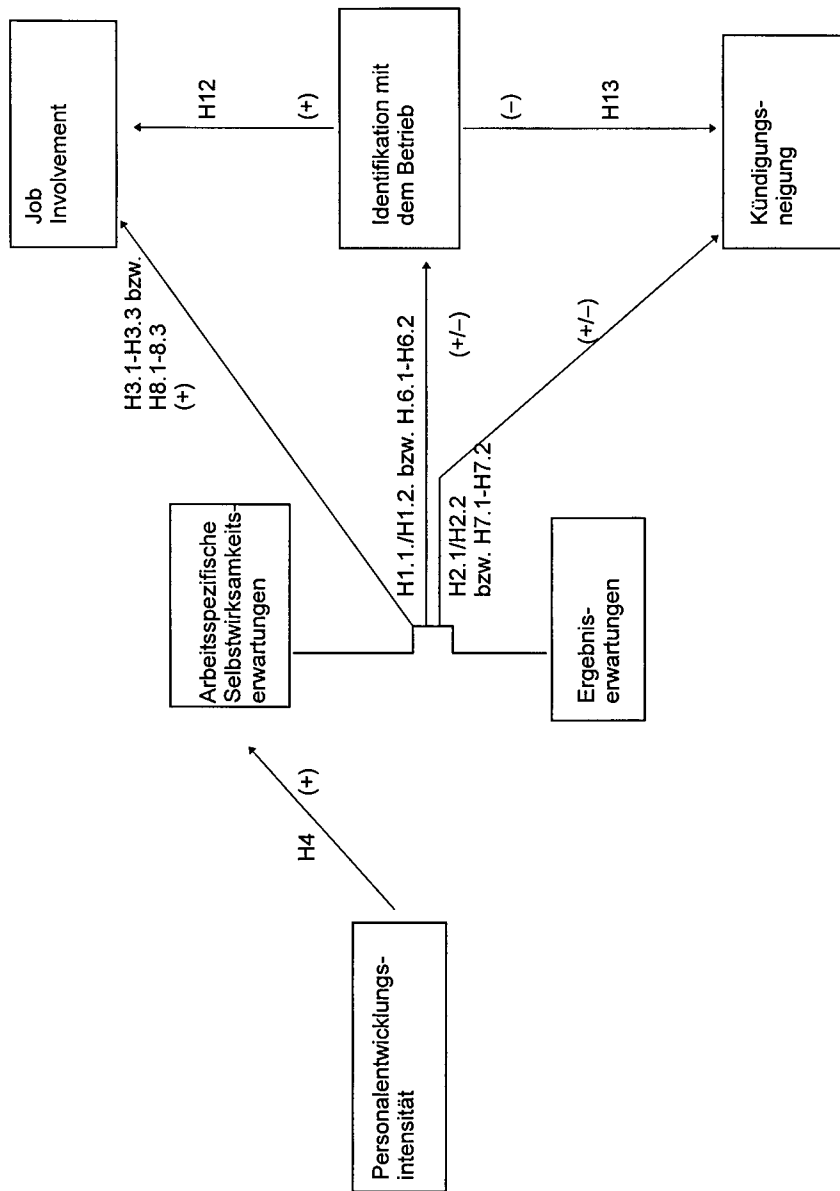 Personalentwicklungs-
intensität
H4
(+)
Arbeitsspezifische
Selbstwirksamkeits-
erwartungen
Ergebnis-
erwartungen
H3.1-H3.3 bzw.
H8.1-8.3
(+)
H1.1./H1.2. bzw. H.6.1-H6.2
(+/–)
H2.1/H2.2
bzw. H7.1-H7.2
(+/–)
Job
Involvement
H12
(+)
Identifikation mit
dem Betrieb
(–)
H13
Kündigungs-
neigung